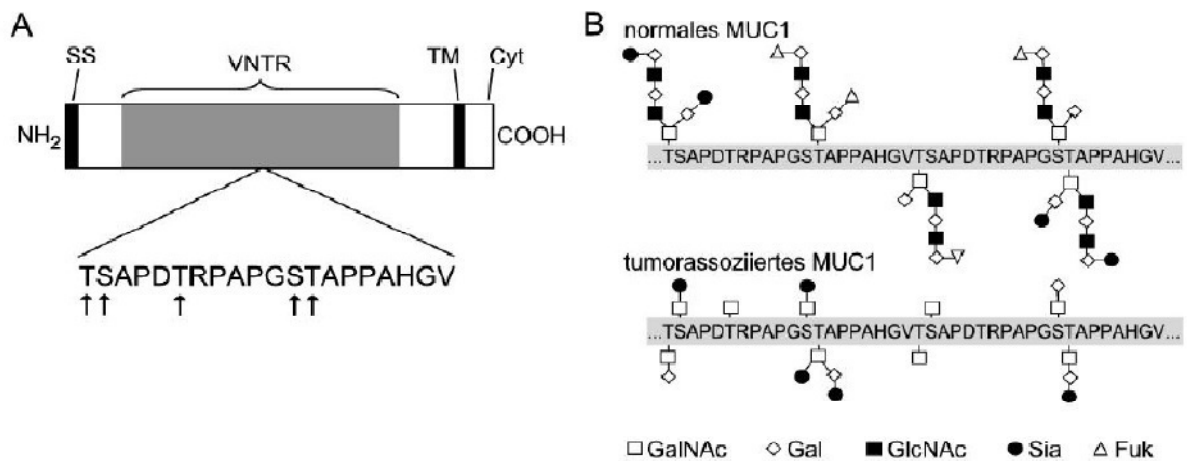 A
SS
VNTR
TM
Cyt
NH2
COOH
TSAPDTRPAPGSTAPPAHGV
↑↑ ↑ ↑↑
B
normales MUC1
...TSAPDTRPAPGSTAPPAHGVTSAPDTRPAPGSTAPPAHGV...
tumorassoziiertes MUC1
...TSAPDTRPAPGSTAPPAHGVTSAPDTRPAPGSTAPPAHGV...
GalNAc Gal GlcNAc Sia Fuk